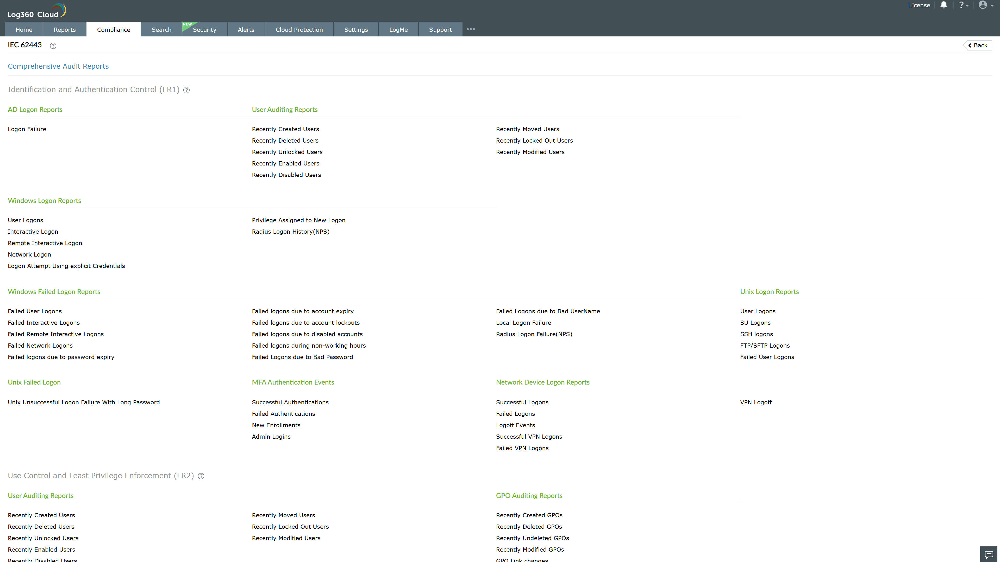 License
?
Log360 Cloud
Home
Reports
Compliance
Search
NEW
Security
Alerts
Cloud Protection
Settings
LogMe
Support
IEC 62443 ?
Back
Comprehensive Audit Reports
Identification and Authentication Control (FR1) ?
AD Logon Reports
User Auditing Reports
Logon Failure
Recently Created Users
Recently Moved Users
Recently Deleted Users
Recently Locked Out Users
Recently Unlocked Users
Recently Modified Users
Recently Enabled Users
Recently Disabled Users
Windows Logon Reports
User Logons
Privilege Assigned to New Logon
Interactive Logon
Radius Logon History(NPS)
Remote Interactive Logon
Network Logon
Logon Attempt Using explicit Credentials
Windows Failed Logon Reports
Unix Logon Reports
Failed User Logons
Failed logons due to account expiry
Failed Logons due to Bad UserName
User Logons
Failed Interactive Logons
Failed logons due to account lockouts
Local Logon Failure
SU Logons
Failed Remote Interactive Logons
Failed logons due to disabled accounts
Radius Logon Failure(NPS)
SSH logons
Failed Network Logons
Failed logons during non-working hours
FTP/SFTP Logons
Failed logons due to password expiry
Failed Logons due to Bad Password
Failed User Logons
Unix Failed Logon
MFA Authentication Events
Network Device Logon Reports
Unix Unsuccessful Logon Failure With Long Password
Successful Authentications
Successful Logons
VPN Logoff
Failed Authentications
Failed Logons
New Enrollments
Logoff Events
Admin Logins
Successful VPN Logons
Failed VPN Logons
Use Control and Least Privilege Enforcement (FR2) ?
User Auditing Reports
GPO Auditing Reports
Recently Created Users
Recently Moved Users
Recently Created GPOs
Recently Deleted Users
Recently Locked Out Users
Recently Deleted GPOs
Recently Unlocked Users
Recently Modified Users
Recently Undeleted GPOs
Recently Enabled Users
Recently Modified GPOs
Recently Disabled Users
GPO Link changes